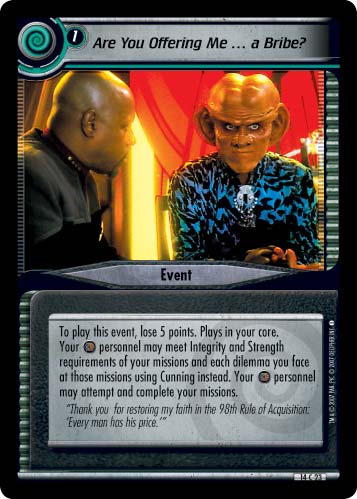 1 Are You Offering Me ... a Bribe?
Event
To play this event, lose 5 points. Plays in your core.
Your personnel may meet Integrity and Strength
requirements of your missions and each dilemma you face
at those missions using Cunning instead. Your personnel
may attempt and complete your missions.
"Thank you for restoring my faith in the 98th Rule of Acquisition:
'Every man has his price.'"
14 C 23